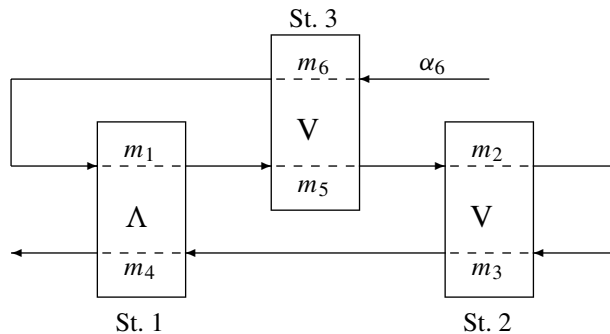 St. 3
m6 α6
m1 V m2
m5
Λ V
m4 m3
St. 1 St. 2